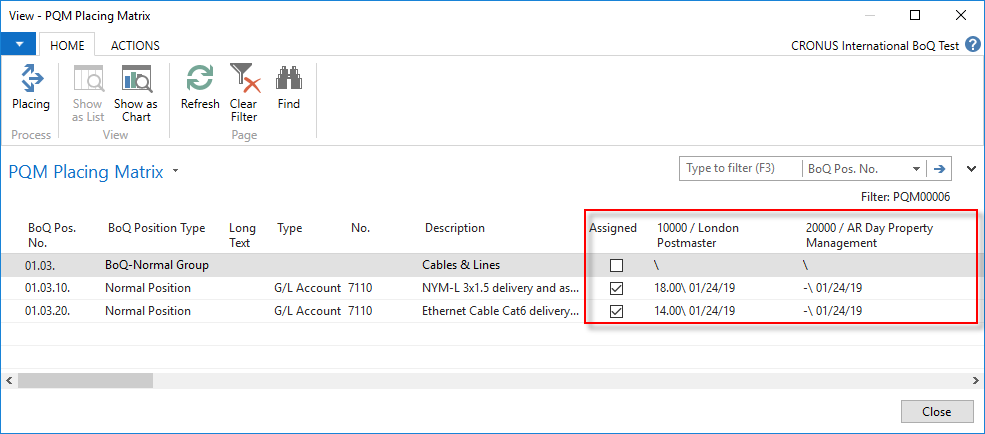 View - PQM Placing Matrix
HOME ACTIONS CRONUS International BoQ Test ?
Placing
Show as List
Show as Chart
Refresh
Clear Filter
Find
Process View Page
PQM Placing Matrix
Type to filter (F3) BoQ Pos. No.
Filter: PQM00006
BoQ Pos. No. BoQ Position Type Long Text Type No. Description Assigned 10000 / London Postmaster 20000 / AR Day Property Management
01.03. BoQ-Normal Group Cables & Lines \ \
01.03.10. Normal Position G/L Account 7110 NYM-L 3x1.5 delivery and as... 18.00\ 01/24/19 -\ 01/24/19
01.03.20. Normal Position G/L Account 7110 Ethernet Cable Cat6 delivery... 14.00\ 01/24/19 -\ 01/24/19
Close